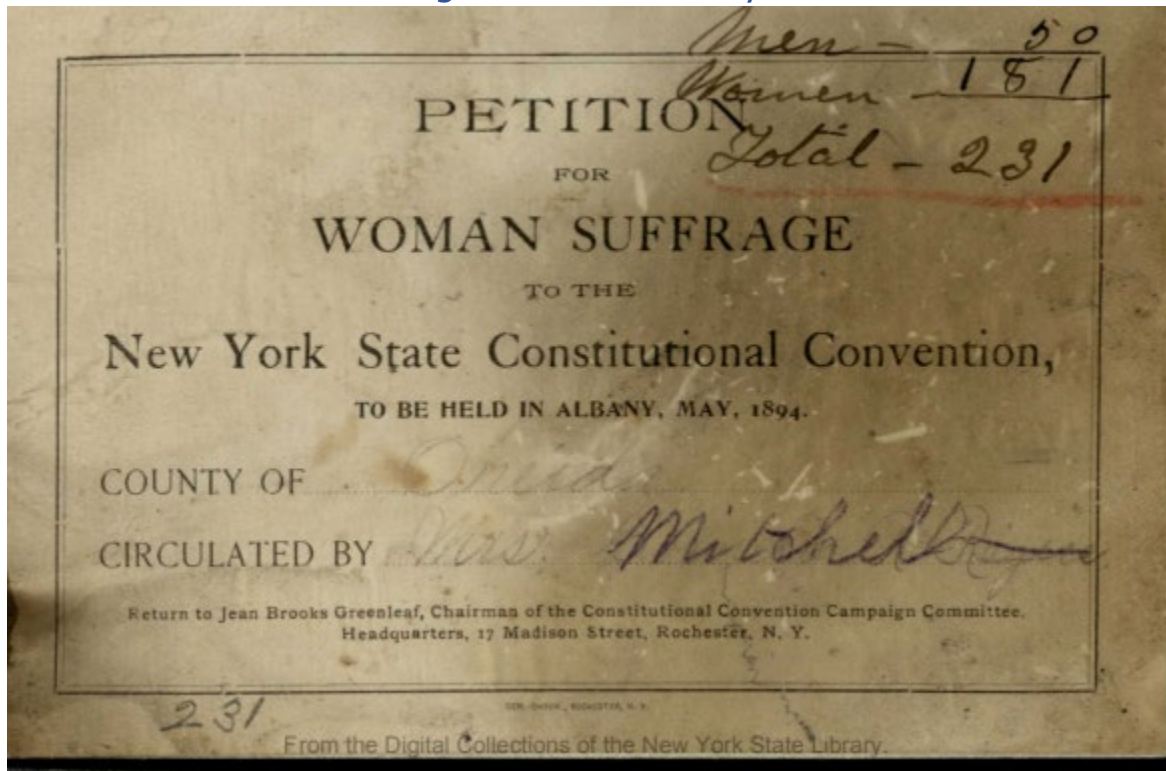 Men - 50
Women - 181
Total - 231
PETITION
FOR
WOMAN SUFFRAGE
TO THE
New York State Constitutional Convention,
TO BE HELD IN ALBANY, MAY, 1894.
COUNTY OF Oneida
CIRCULATED BY Mrs. Mitchell
Return to Jean Brooks Greenleaf, Chairman of the Constitutional Convention Campaign Committee.
Headquarters, 17 Madison Street, Rochester, N. Y.
231
From the Digital Collections of the New York State Library.